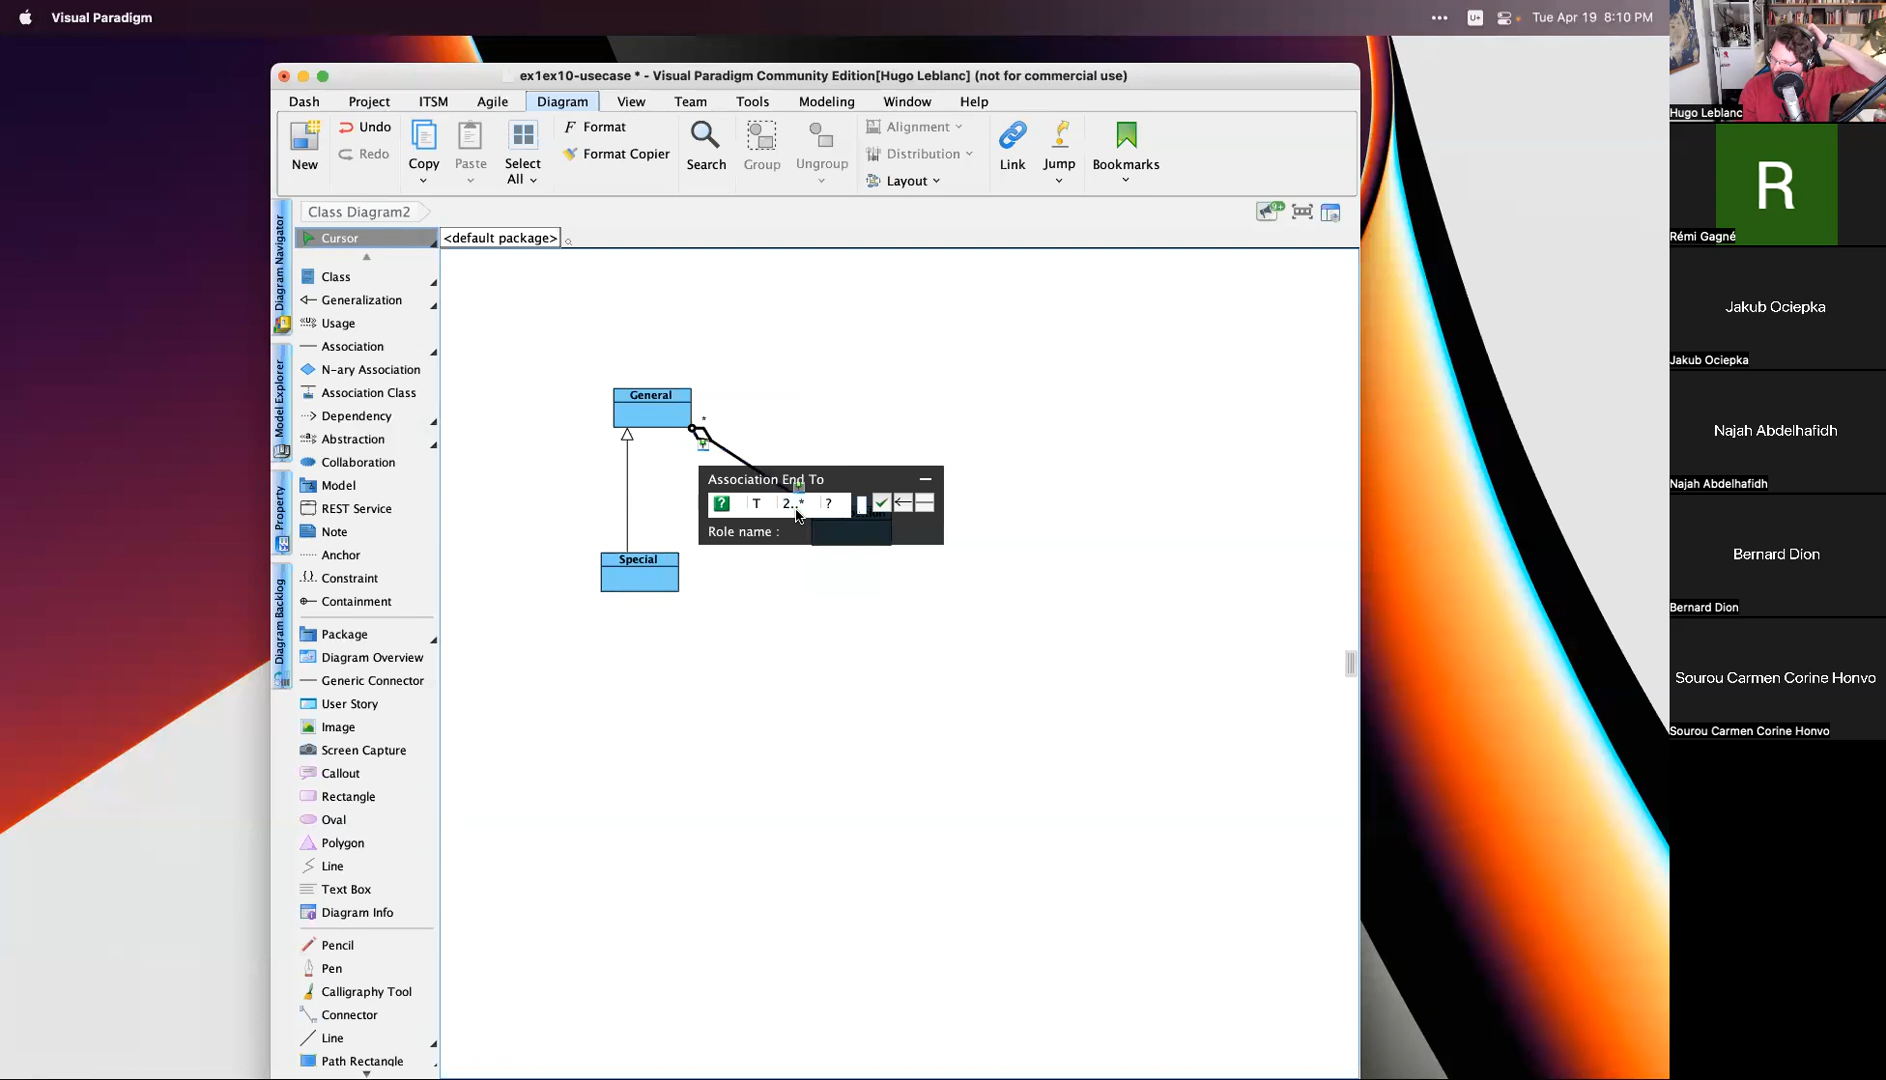 Visual Paradigm
Tue Apr 19 8:10 PM
ex1ex10-usecase * - Visual Paradigm Community Edition[Hugo Leblanc] (not for commercial use)
Dash Project ITSM Agile Diagram View Team Tools Modeling Window Help
New
Undo
Redo
Copy
Paste
Select All
Format
Format Copier
Search
Group
Ungroup
Alignment
Distribution
Layout
Link
Jump
Bookmarks
Class Diagram2
9+
Diagram Navigator
Model Explorer
Property
Diagram Backlog
Cursor
<default package>
Class
Generalization
Usage
Association
N-ary Association
Association Class
Dependency
Abstraction
Collaboration
Model
REST Service
Note
Anchor
Constraint
Containment
Package
Diagram Overview
Generic Connector
User Story
Image
Screen Capture
Callout
Rectangle
Oval
Polygon
Line
Text Box
Diagram Info
Pencil
Pen
Calligraphy Tool
Connector
Line
Path Rectangle
General
*
Special
Association End To
? T 2..* ?
Role name :
Hugo Leblanc
R
Rémi Gagné
Jakub Ociepka
Jakub Ociepka
Najah Abdelhafidh
Najah Abdelhafidh
Bernard Dion
Bernard Dion
Sourou Carmen Corine Honvo
Sourou Carmen Corine Honvo